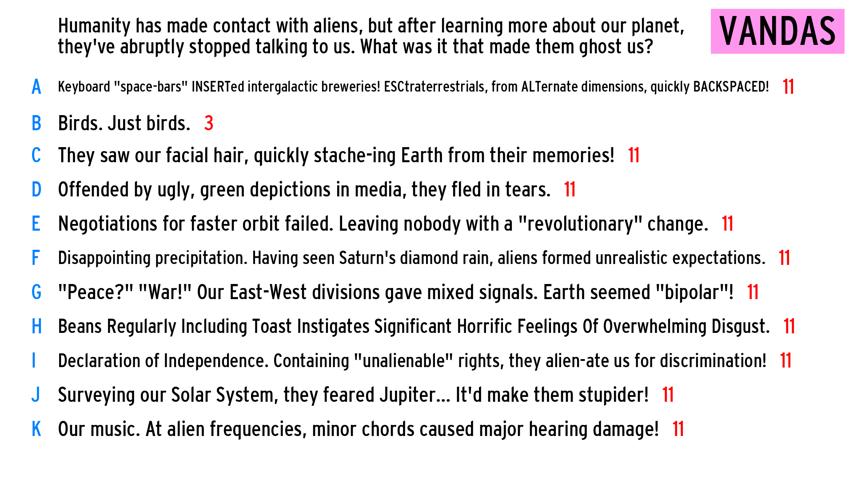 Humanity has made contact with aliens, but after learning more about our planet,
they've abruptly stopped talking to us. What was it that made them ghost us?
VANDAS
A Keyboard "space-bars" INSERTed intergalactic breweries! ESCtraterrestrials, from ALTernate dimensions, quickly BACKSPACED! 11
B Birds. Just birds. 3
C They saw our facial hair, quickly stache-ing Earth from their memories! 11
D Offended by ugly, green depictions in media, they fled in tears. 11
E Negotiations for faster orbit failed. Leaving nobody with a "revolutionary" change. 11
F Disappointing precipitation. Having seen Saturn's diamond rain, aliens formed unrealistic expectations. 11
G "Peace?" "War!" Our East-West divisions gave mixed signals. Earth seemed "bipolar"! 11
H Beans Regularly Including Toast Instigates Significant Horrific Feelings Of Overwhelming Disgust. 11
I Declaration of Independence. Containing "unalienable" rights, they alien-ate us for discrimination! 11
J Surveying our Solar System, they feared Jupiter... It'd make them stupider! 11
K Our music. At alien frequencies, minor chords caused major hearing damage! 11